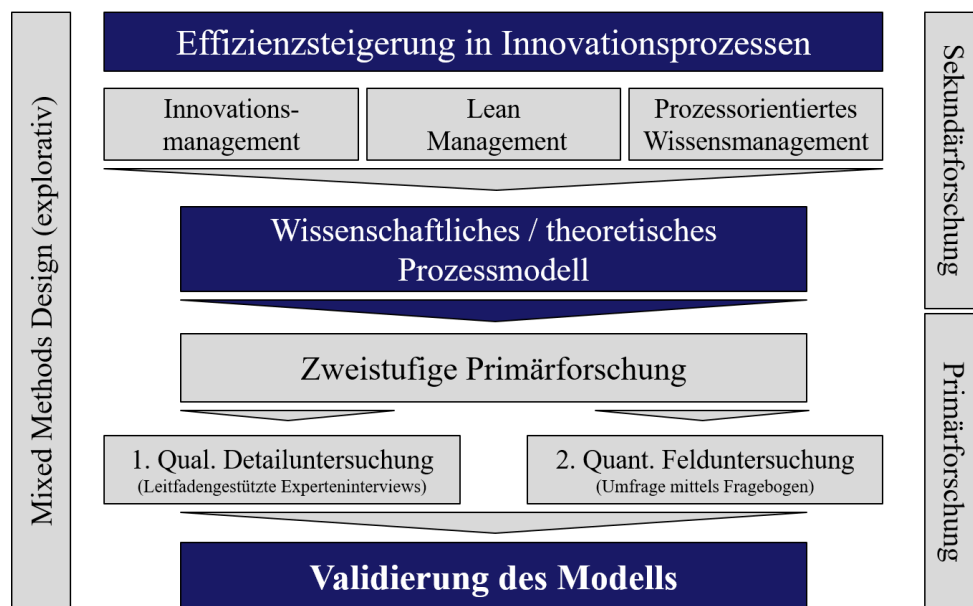 Mixed Methods Design (explorativ)
Effizienzsteigerung in Innovationsprozessen
Innovations-
management
Lean
Management
Prozessorientiertes
Wissensmanagement
Wissenschaftliches / theoretisches
Prozessmodell
Zweistufige Primärforschung
1. Qual. Detailuntersuchung
(Leitfadengestützte Experteninterviews)
2. Quant. Felduntersuchung
(Umfrage mittels Fragebogen)
Validierung des Modells
Sekundärforschung
Primärforschung